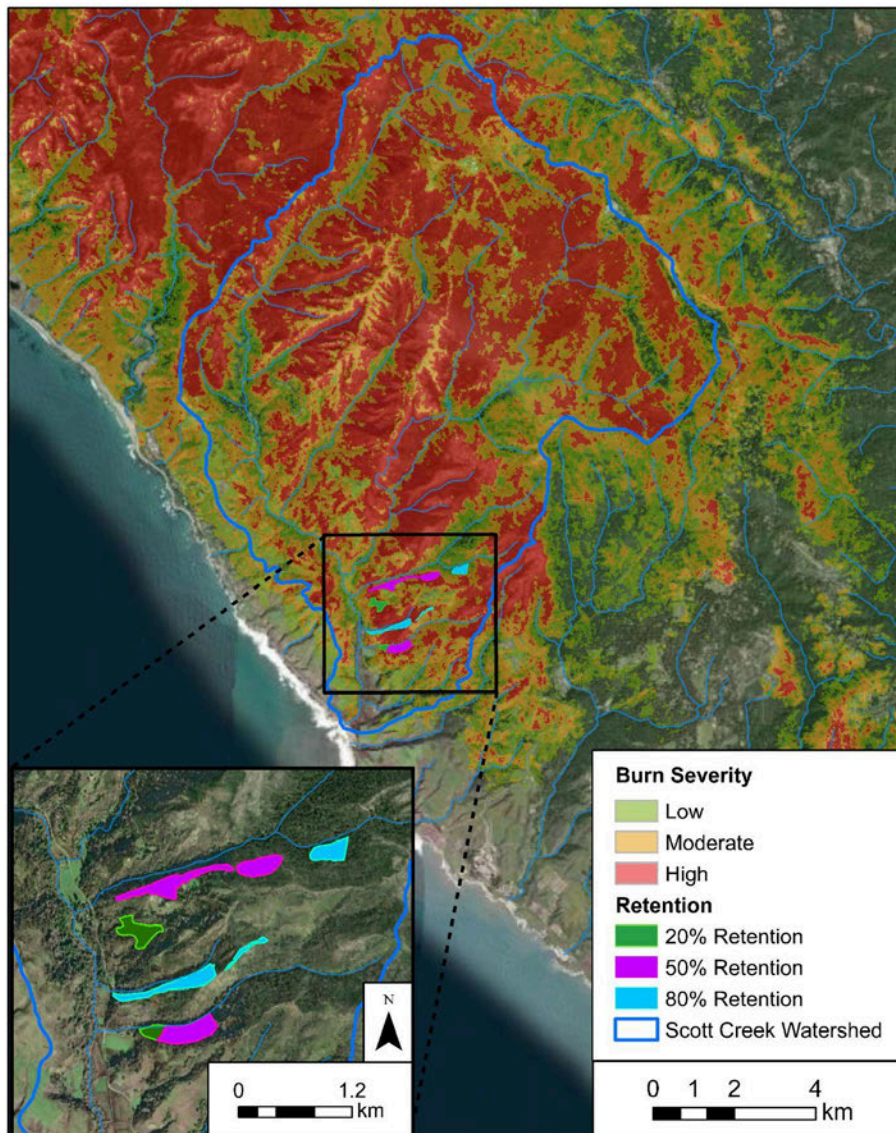 Burn Severity
Low
Moderate
High
Retention
20% Retention
50% Retention
80% Retention
Scott Creek Watershed
N
0 1.2
km
0 1 2 4
km